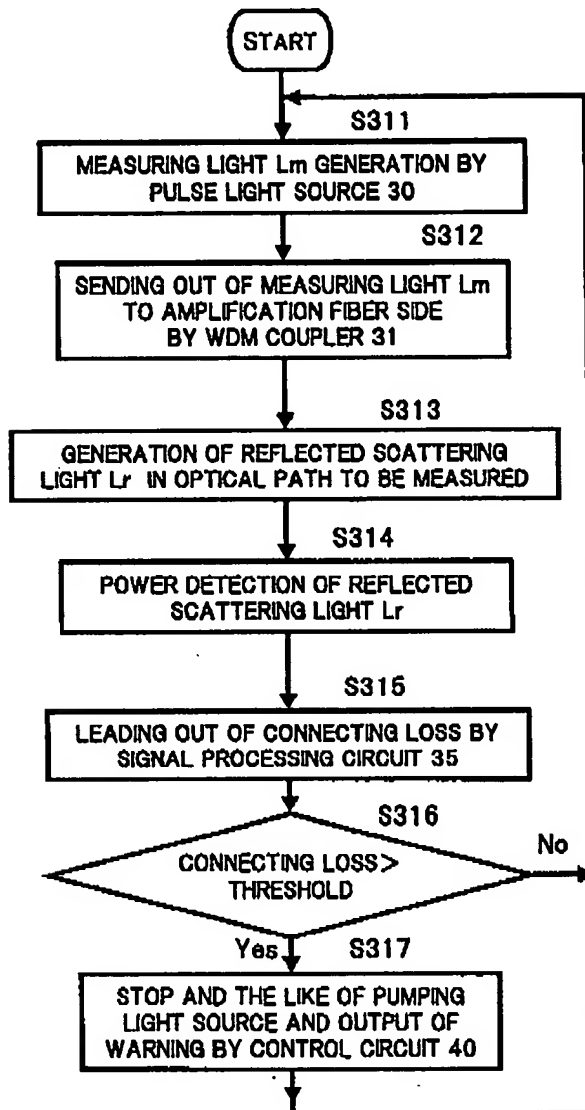 START
S311
MEASURING LIGHT Lm GENERATION BY
PULSE LIGHT SOURCE 30
S312
SENDING OUT OF MEASURING LIGHT Lm
TO AMPLIFICATION FIBER SIDE
BY WDM COUPLER 31
S313
GENERATION OF REFLECTED SCATTERING
LIGHT Lr IN OPTICAL PATH TO BE MEASURED
S314
POWER DETECTION OF REFLECTED
SCATTERING LIGHT Lr
S315
LEADING OUT OF CONNECTING LOSS BY
SIGNAL PROCESSING CIRCUIT 35
S316
CONNECTING LOSS>
THRESHOLD
No
Yes
S317
STOP AND THE LIKE OF PUMPING
LIGHT SOURCE AND OUTPUT OF
WARNING BY CONTROL CIRCUIT 40